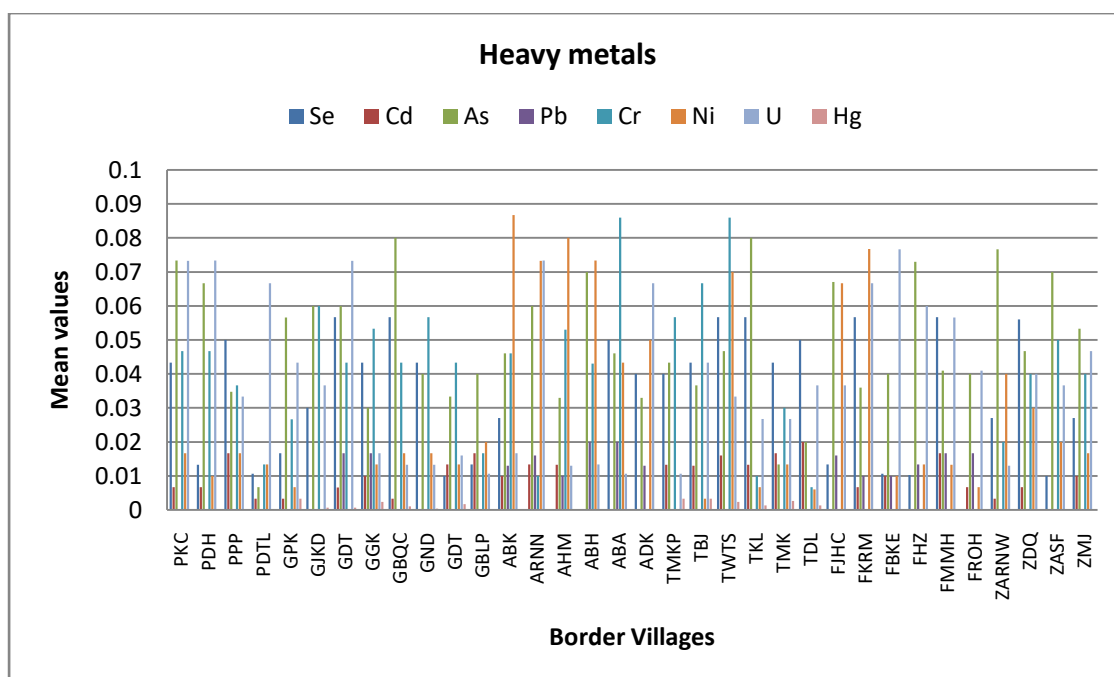 Heavy metals
Se Cd As Pb Cr Ni U Hg
Mean values
0.1
0.09
0.08
0.07
0.06
0.05
0.04
0.03
0.02
0.01
0
PKC
PDH
PPP
PDTL
GPK
GJKD
GDT
GGK
GBQC
GND
GDT
GBLP
ABK
ARNN
AHM
ABH
ABA
ADK
TMKP
TBJ
TWTS
TKL
TMK
TDL
FJHC
FKRM
FBKE
FHZ
FMMH
FROH
ZARNW
ZDQ
ZASF
ZMJ
Border Villages